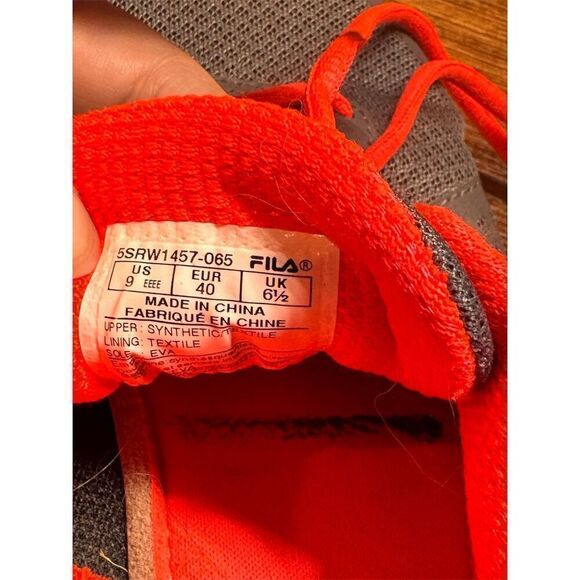 5SRW1457-065 FILA®
US EUR UK
9 EEEE 40 6½
MADE IN CHINA
FABRIQUÉ EN CHINE
UPPER: SYNTHETIC/TEXTILE
LINING: TEXTILE
SOLE: EVA